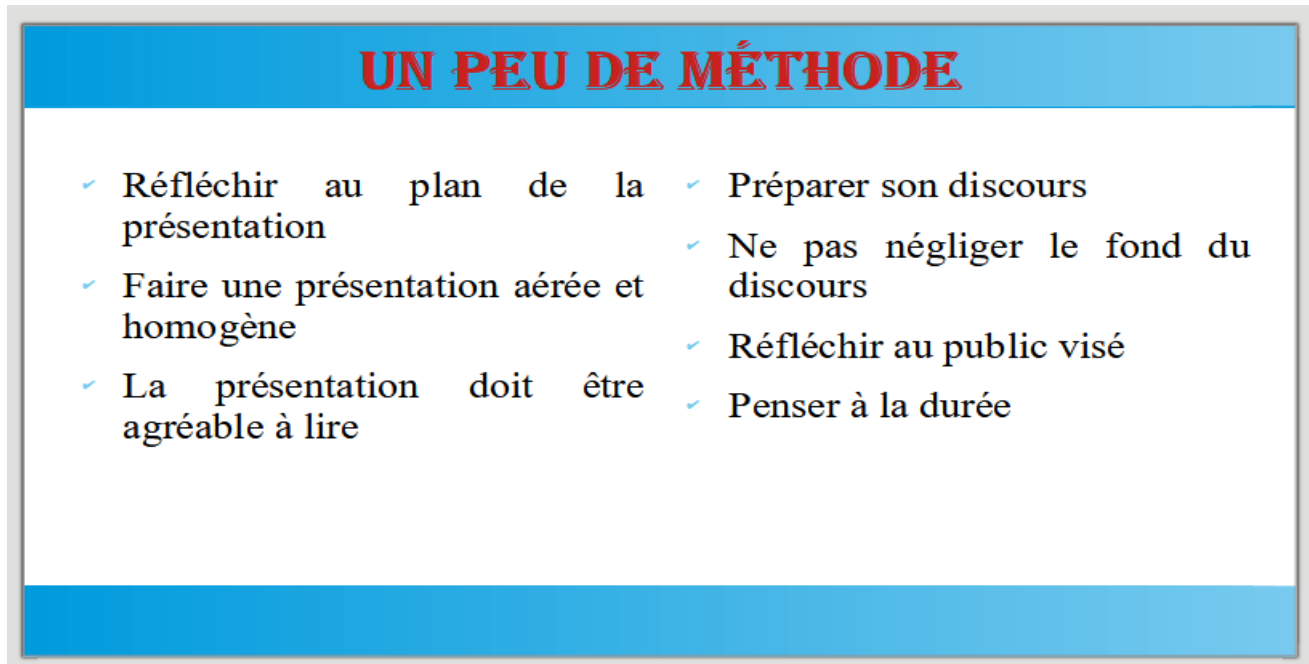 UN PEU DE MÉTHODE
✔ Réfléchir au plan de la
présentation
✔ Faire une présentation aérée et
homogène
✔ La présentation doit être
agréable à lire
✔ Préparer son discours
✔ Ne pas négliger le fond du
discours
✔ Réfléchir au public visé
✔ Penser à la durée